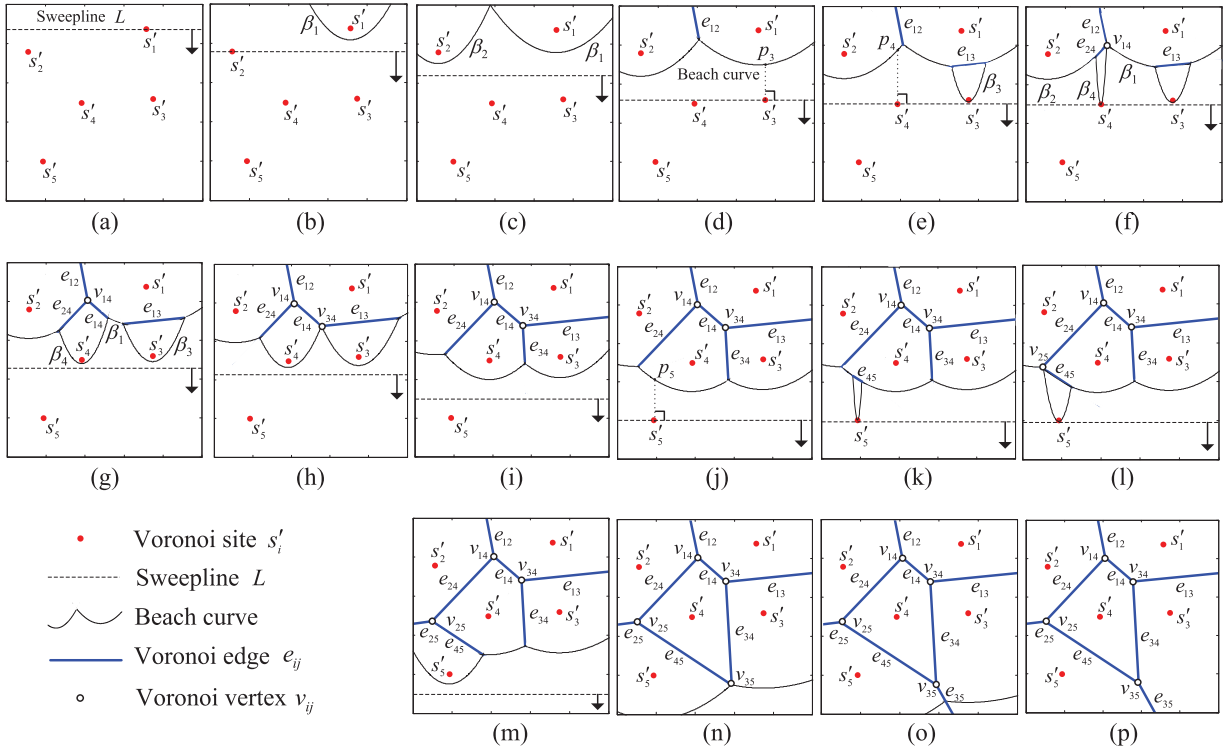 Sweepline L
s′1
s′2
s′4
s′3
s′5
(a)
β1
s′1
s′2
s′4
s′3
s′5
(b)
s′2
β2
s′1
β1
s′4
s′3
s′5
(c)
e12
s′1
s′2
p3
Beach curve
s′4
s′3
s′5
(d)
e12
s′1
s′2
p4
e13
β3
s′4
s′3
s′5
(e)
e12
s′1
s′2
e24
v14
e13
β1
β2
β4
s′4
s′3
s′5
(f)
e12
s′1
s′2
v14
e24
e14
e13
β1
β4
s′4
s′3
β3
s′5
(g)
e12
s′1
s′2
v14
v34
e24
e14
e13
s′4
s′3
s′5
(h)
e12
s′1
s′2
v14
v34
e24
e14
e13
s′4
s′3
e34
s′5
(i)
e12
s′1
s′2
v14
v34
e24
e14
e13
s′4
s′3
e34
p5
s′5
(j)
e12
s′1
s′2
v14
v34
e24
e14
e13
s′4
s′3
e34
e45
s′5
(k)
e12
s′1
s′2
v14
v34
e24
e14
e13
v25
s′4
s′3
e34
e45
s′5
(l)
Voronoi site s′i
Sweepline L
Beach curve
Voronoi edge eij
Voronoi vertex vij
e12
s′1
s′2
v14
v34
e24
e14
e13
s′4
s′3
v25
e34
e25
e45
s′5
(m)
e12
s′1
s′2
v14
v34
e24
e14
e13
s′4
s′3
v25
e25
e34
e45
s′5
v35
(n)
e12
s′1
s′2
v14
v34
e24
e14
e13
s′4
s′3
v25
e25
e34
e45
s′5
v35
e35
(o)
e12
s′1
s′2
v14
v34
e24
e14
e13
s′4
s′3
v25
e25
e34
e45
s′5
v35
e35
(p)